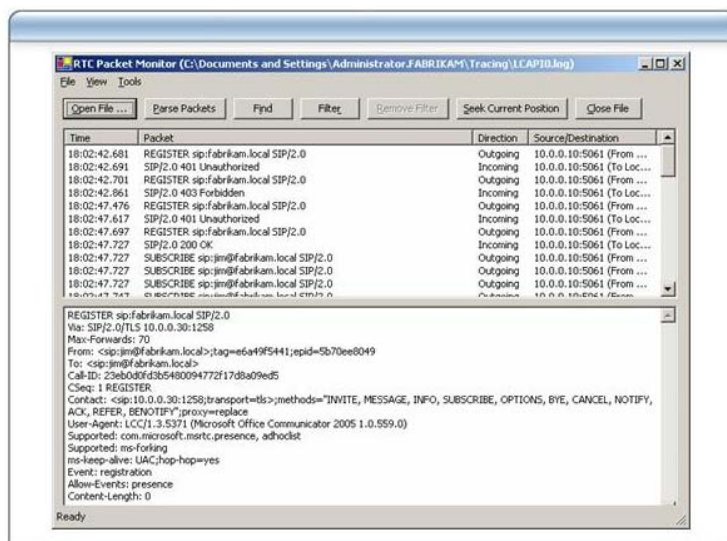 RTC Packet Monitor (C:\Documents and Settings\Administrator.FABRIKAM\Tracing\LCAPI0.log)
File View Tools
Open File ... Parse Packets Find Filter Remove Filter Seek Current Position Close File
Time Packet Direction Source/Destination
18:02:42.681 REGISTER sip:fabrikam.local SIP/2.0 Outgoing 10.0.0.10:5061 (From ...
18:02:42.691 SIP/2.0 401 Unauthorized Incoming 10.0.0.10:5061 (To Loc...
18:02:42.701 REGISTER sip:fabrikam.local SIP/2.0 Outgoing 10.0.0.10:5061 (From ...
18:02:42.861 SIP/2.0 403 Forbidden Incoming 10.0.0.10:5061 (To Loc...
18:02:47.476 REGISTER sip:fabrikam.local SIP/2.0 Outgoing 10.0.0.10:5061 (From ...
18:02:47.617 SIP/2.0 401 Unauthorized Incoming 10.0.0.10:5061 (To Loc...
18:02:47.697 REGISTER sip:fabrikam.local SIP/2.0 Outgoing 10.0.0.10:5061 (From ...
18:02:47.727 SIP/2.0 200 OK Incoming 10.0.0.10:5061 (To Loc...
18:02:47.727 SUBSCRIBE sip:jim@fabrikam.local SIP/2.0 Outgoing 10.0.0.10:5061 (From ...
18:02:47.727 SUBSCRIBE sip:jim@fabrikam.local SIP/2.0 Outgoing 10.0.0.10:5061 (From ...
18:02:47.747 SUBSCRIBE sip:jim@fabrikam.local SIP/2.0 Outgoing 10.0.0.10:5061 (From
REGISTER sip:fabrikam.local SIP/2.0
Via: SIP/2.0/TLS 10.0.0.30:1258
Max-Forwards: 70
From: <sip:jim@fabrikam.local>;tag=e6a49f5441;epid=5b70ee8049
To: <sip:jim@fabrikam.local>
Call-ID: 23eb0d0fd3b5480094772f17d8a09ed5
CSeq: 1 REGISTER
Contact: <sip:10.0.0.30:1258;transport=tls>;methods="INVITE, MESSAGE, INFO, SUBSCRIBE, OPTIONS, BYE, CANCEL, NOTIFY,
ACK, REFER, BENOTIFY";proxy=replace
User-Agent: LCC/1.3.5371 (Microsoft Office Communicator 2005 1.0.559.0)
Supported: com.microsoft.msrtc.presence, adhoclist
Supported: ms-forking
ms-keep-alive: UAC;hop-hop=yes
Event: registration
Allow-Events: presence
Content-Length: 0
Ready